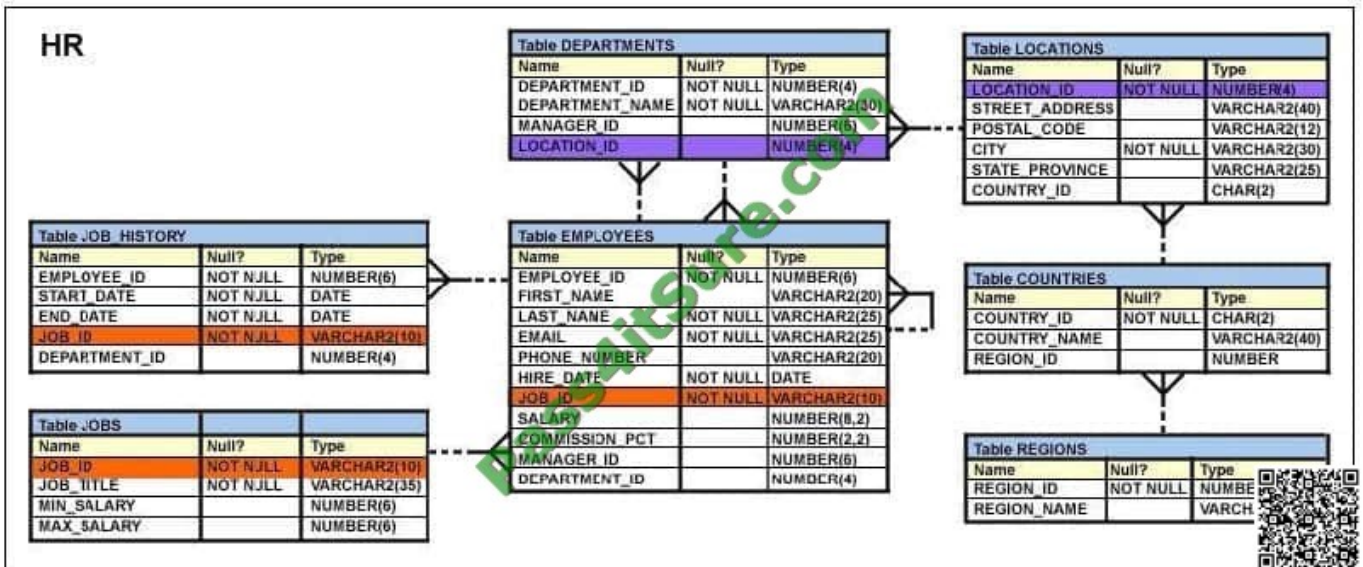 HR
Table DEPARTMENTS
Name Null? Type
DEPARTMENT_ID NOT NULL NUMBER(4)
DEPARTMENT_NAME NOT NULL VARCHAR2(30)
MANAGER_ID NUMBER(6)
LOCATION_ID NUMBER(4)
Table LOCATIONS
Name Null? Type
LOCATION_ID NOT NULL NUMBER(4)
STREET_ADDRESS VARCHAR2(40)
POSTAL_CODE VARCHAR2(12)
CITY NOT NULL VARCHAR2(30)
STATE_PROVINCE VARCHAR2(25)
COUNTRY_ID CHAR(2)
Table JOB_HISTORY
Name Null? Type
EMPLOYEE_ID NOT NULL NUMBER(6)
START_DATE NOT NULL DATE
END_DATE NOT NULL DATE
JOB_ID NOT NULL VARCHAR2(10)
DEPARTMENT_ID NUMBER(4)
Table EMPLOYEES
Name Null? Type
EMPLOYEE_ID NOT NULL NUMBER(6)
FIRST_NAME VARCHAR2(20)
LAST_NAME NOT NULL VARCHAR2(25)
EMAIL NOT NULL VARCHAR2(25)
PHONE_NUMBER VARCHAR2(20)
HIRE_DATE NOT NULL DATE
JOB_ID NOT NULL VARCHAR2(10)
SALARY NUMBER(8,2)
COMMISSION_PCT NUMBER(2,2)
MANAGER_ID NUMBER(6)
DEPARTMENT_ID NUMBER(4)
Table COUNTRIES
Name Null? Type
COUNTRY_ID NOT NULL CHAR(2)
COUNTRY_NAME VARCHAR2(40)
REGION_ID NUMBER
Table JOBS
Name Null? Type
JOB_ID NOT NULL VARCHAR2(10)
JOB_TITLE NOT NULL VARCHAR2(35)
MIN_SALARY NUMBER(6)
MAX_SALARY NUMBER(6)
Table REGIONS
Name Null? Type
REGION_ID NOT NULL NUMBE
REGION_NAME VARCH
Pass4itSure.com